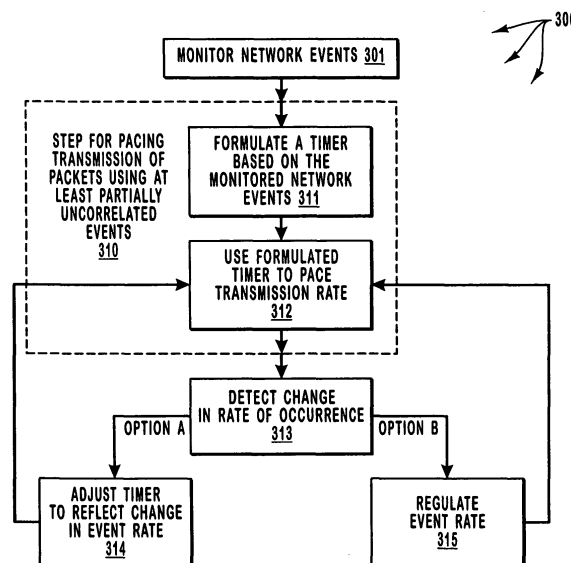 300
MONITOR NETWORK EVENTS 301
STEP FOR PACING
TRANSMISSION OF
PACKETS USING AT
LEAST PARTIALLY
UNCORRELATED
EVENTS
310
FORMULATE A TIMER
BASED ON THE
MONITORED NETWORK
EVENTS 311
USE FORMULATED
TIMER TO PACE
TRANSMISSION RATE
312
DETECT CHANGE
IN RATE OF OCCURRENCE
313
OPTION A
OPTION B
ADJUST TIMER
TO REFLECT CHANGE
IN EVENT RATE
314
REGULATE
EVENT RATE
315